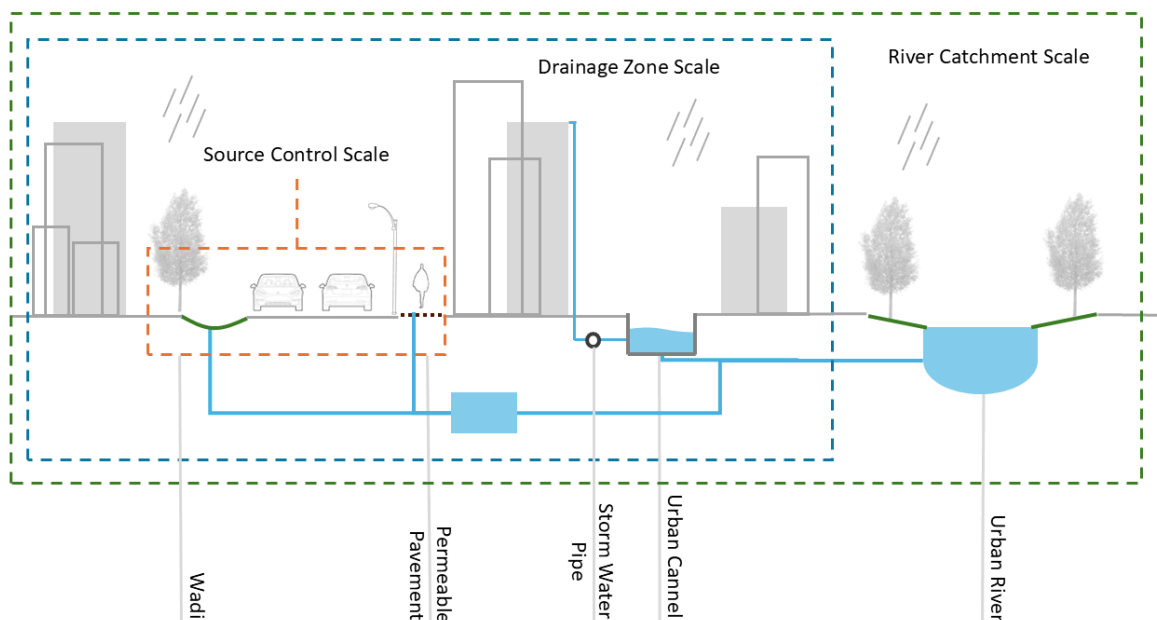 Drainage Zone Scale
River Catchment Scale
Source Control Scale
Wadi
Permeable
Pavement
Storm Water
Pipe
Urban Cannel
Urban River